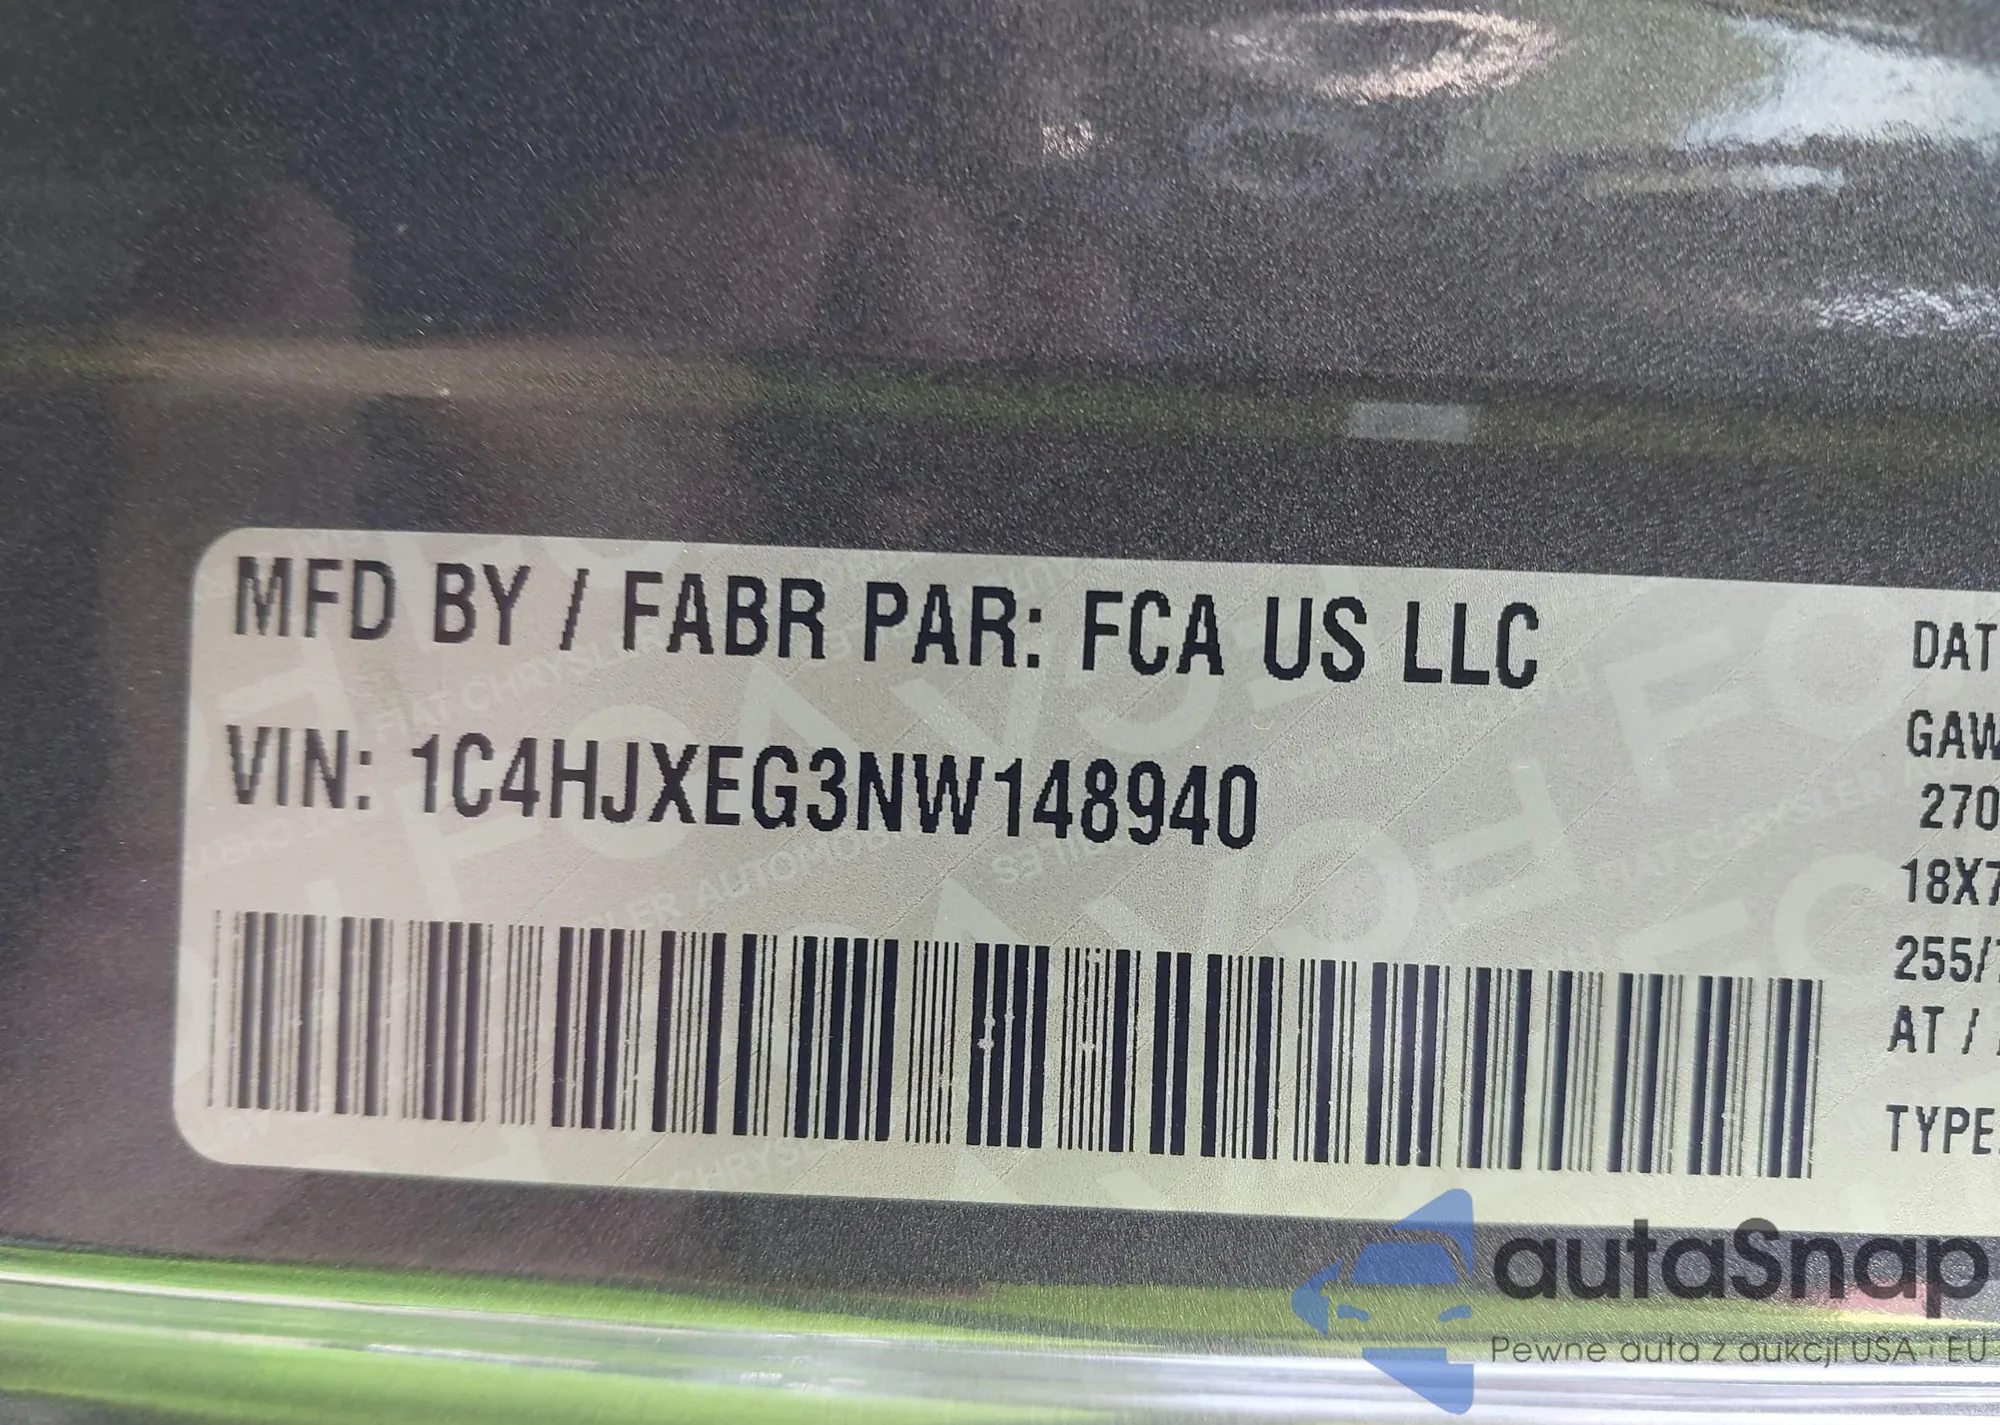 MFD BY / FABR PAR: FCA US LLC
VIN: 1C4HJXEG3NW148940
DAT
GAW
270
18X7
255/7
AT /
TYPE:
autaSnap
Pewne auta z aukcji USA i EU